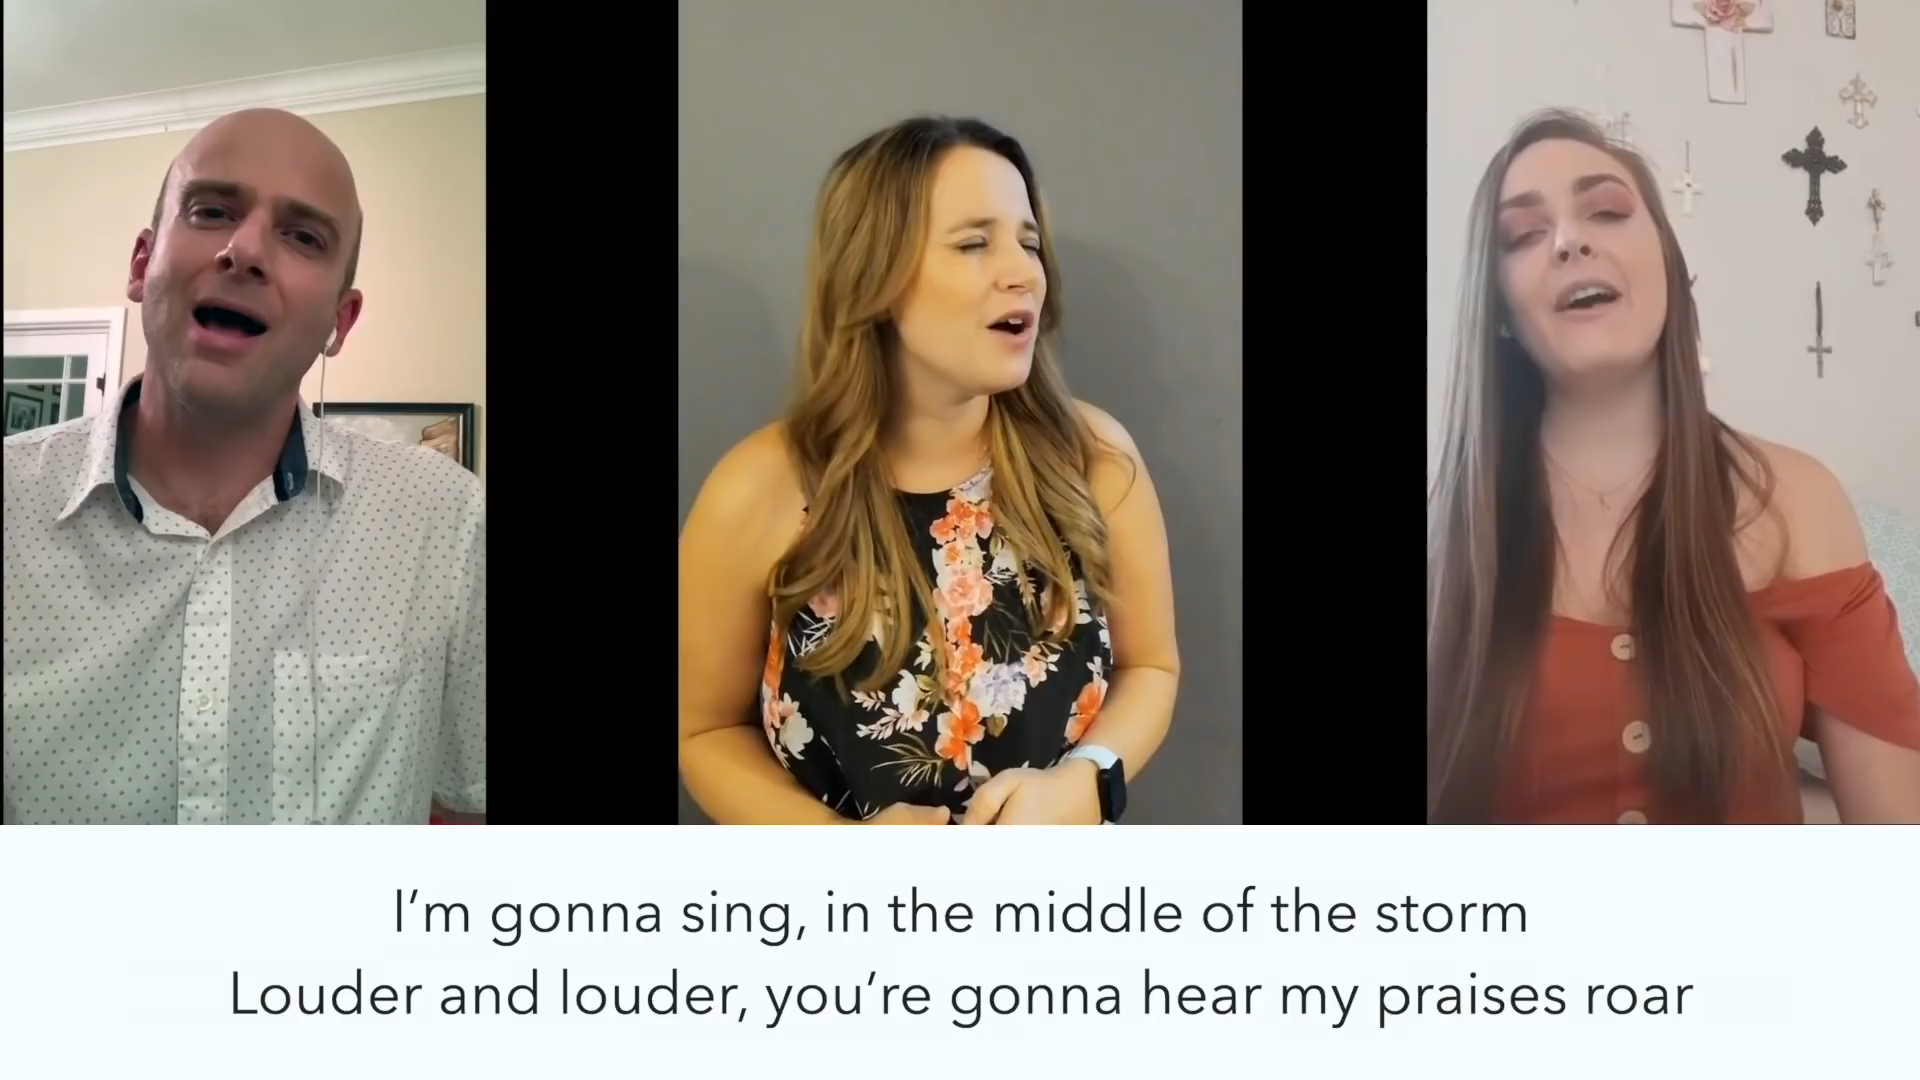 I’m gonna sing, in the middle of the storm
Louder and louder, you’re gonna hear my praises roar